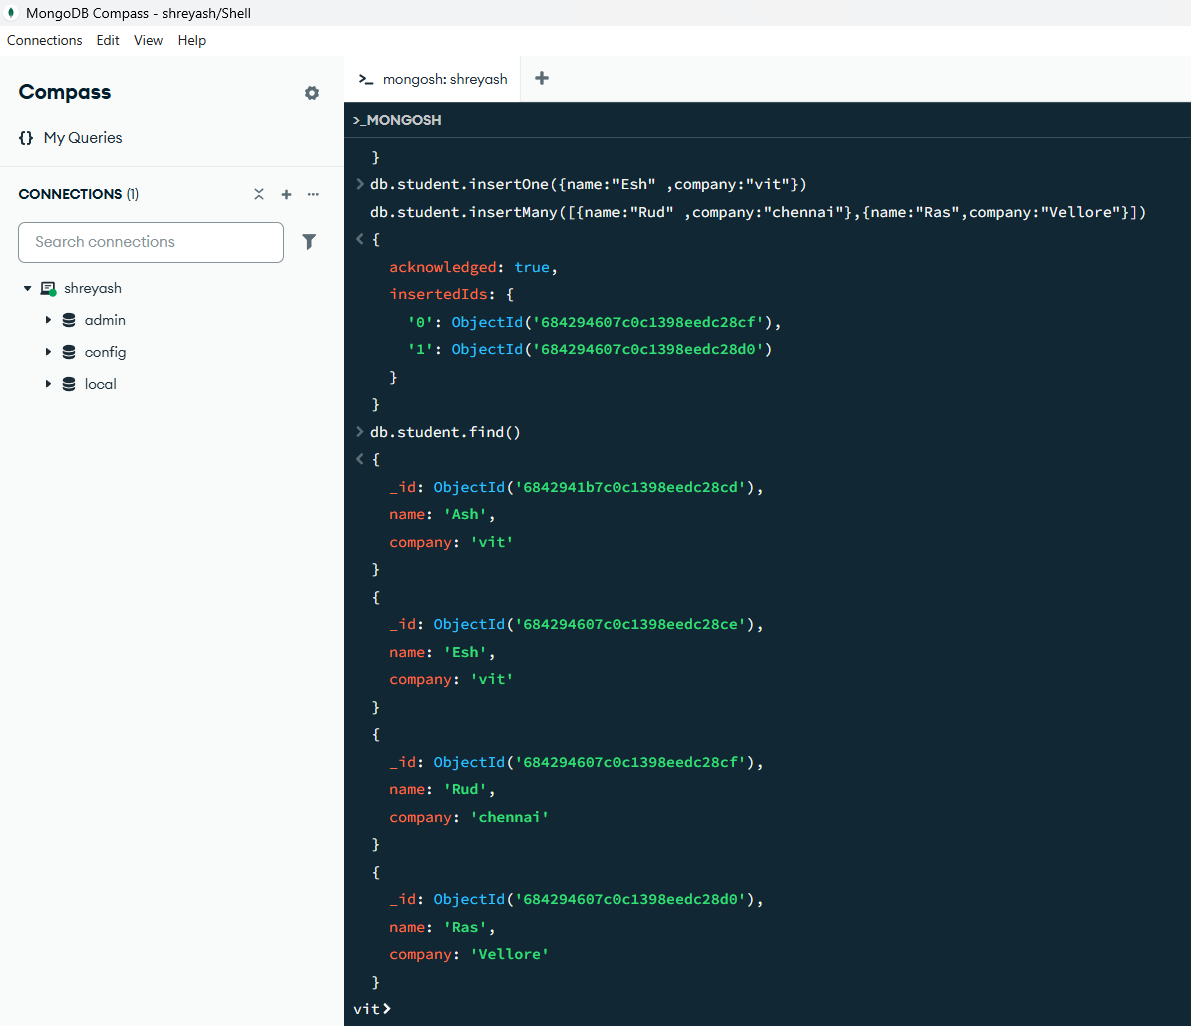 MongoDB Compass - shreyash/Shell
Connections Edit View Help
Compass
{} My Queries
CONNECTIONS (1)
Search connections
shreyash
admin
config
local
>_ mongosh: shreyash +
>_MONGOSH
}
> db.student.insertOne({name:"Esh" ,company:"vit"})
db.student.insertMany([{name:"Rud" ,company:"chennai"},{name:"Ras",company:"Vellore"}])
< {
acknowledged: true,
insertedIds: {
'0': ObjectId('684294607c0c1398eedc28cf'),
'1': ObjectId('684294607c0c1398eedc28d0')
}
}
> db.student.find()
< {
_id: ObjectId('6842941b7c0c1398eedc28cd'),
name: 'Ash',
company: 'vit'
}
{
_id: ObjectId('684294607c0c1398eedc28ce'),
name: 'Esh',
company: 'vit'
}
{
_id: ObjectId('684294607c0c1398eedc28cf'),
name: 'Rud',
company: 'chennai'
}
{
_id: ObjectId('684294607c0c1398eedc28d0'),
name: 'Ras',
company: 'Vellore'
}
vit>